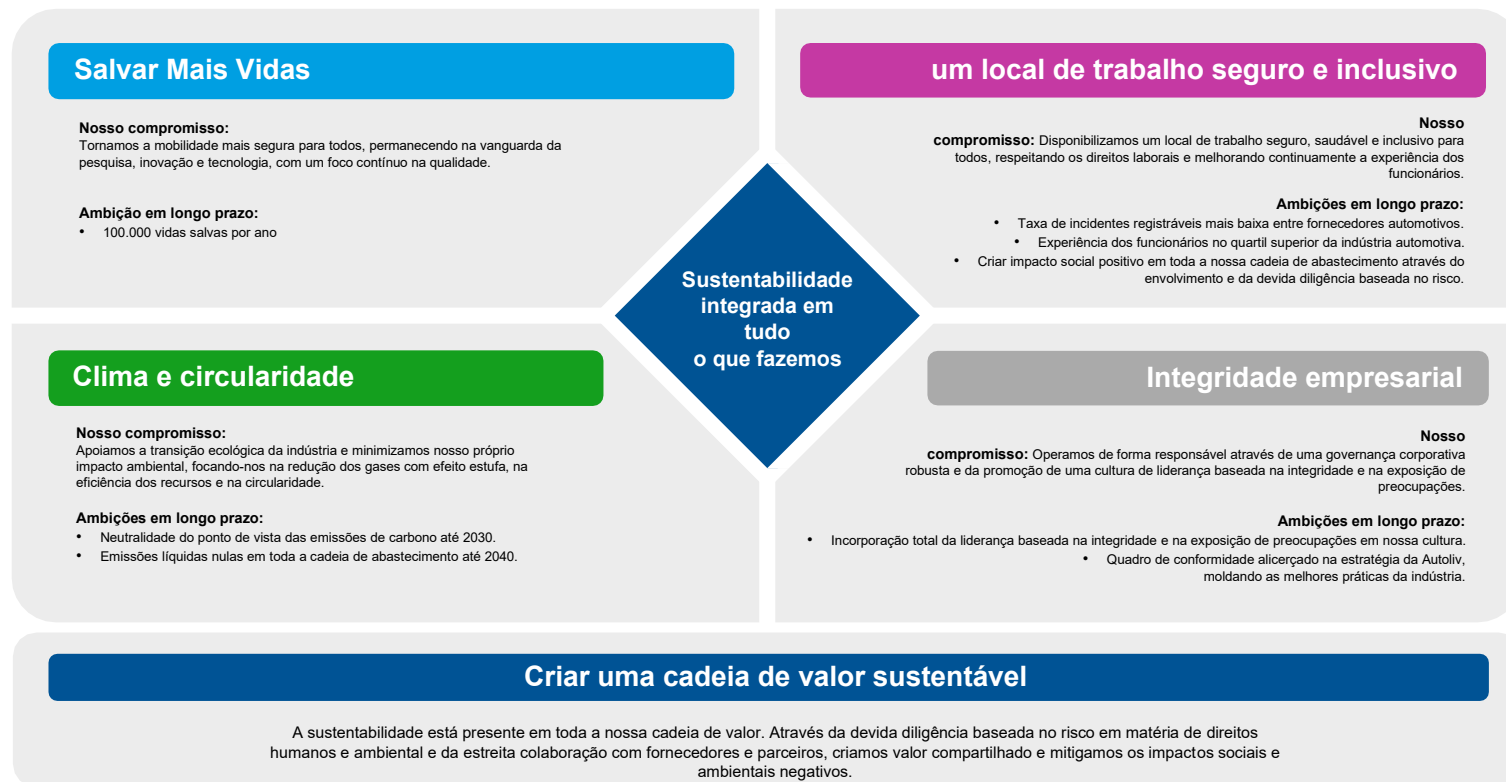 Salvar Mais Vidas
Nosso compromisso:
Tornamos a mobilidade mais segura para todos, permanecendo na vanguarda da
pesquisa, inovação e tecnologia, com um foco contínuo na qualidade.
Ambição em longo prazo:
• 100.000 vidas salvas por ano
um local de trabalho seguro e inclusivo
Nosso
compromisso: Disponibilizamos um local de trabalho seguro, saudável e inclusivo para
todos, respeitando os direitos laborais e melhorando continuamente a experiência dos
funcionários.
Ambições em longo prazo:
• Taxa de incidentes registráveis mais baixa entre fornecedores automotivos.
• Experiência dos funcionários no quartil superior da indústria automotiva.
• Criar impacto social positivo em toda a nossa cadeia de abastecimento através do
envolvimento e da devida diligência baseada no risco.
Sustentabilidade
integrada em
tudo
o que fazemos
Clima e circularidade
Nosso compromisso:
Apoiamos a transição ecológica da indústria e minimizamos nosso próprio
impacto ambiental, focando-nos na redução dos gases com efeito estufa, na
eficiência dos recursos e na circularidade.
Ambições em longo prazo:
• Neutralidade do ponto de vista das emissões de carbono até 2030.
• Emissões líquidas nulas em toda a cadeia de abastecimento até 2040.
Integridade empresarial
Nosso
compromisso: Operamos de forma responsável através de uma governança corporativa
robusta e da promoção de uma cultura de liderança baseada na integridade e na exposição de
preocupações.
Ambições em longo prazo:
• Incorporação total da liderança baseada na integridade e na exposição de preocupações em nossa cultura.
• Quadro de conformidade alicerçado na estratégia da Autoliv,
moldando as melhores práticas da indústria.
Criar uma cadeia de valor sustentável
A sustentabilidade está presente em toda a nossa cadeia de valor. Através da devida diligência baseada no risco em matéria de direitos
humanos e ambiental e da estreita colaboração com fornecedores e parceiros, criamos valor compartilhado e mitigamos os impactos sociais e
ambientais negativos.